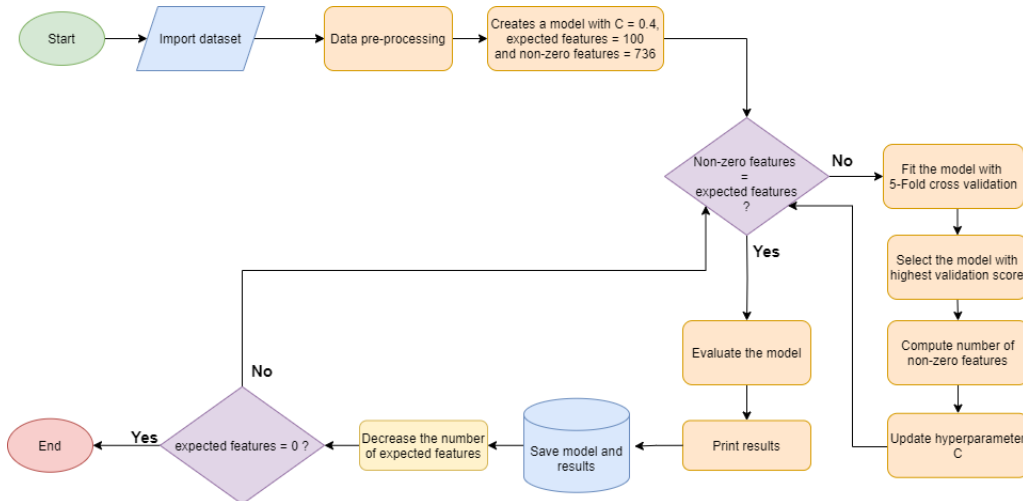 Start
Import dataset
Data pre-processing
Creates a model with C = 0.4,
expected features = 100
and non-zero features = 736
Non-zero features
=
expected features
?
No
Fit the model with
5-Fold cross validation
Select the model with
highest validation score
Compute number of
non-zero features
Update hyperparameter
C
Yes
Evaluate the model
Print results
Save model and
results
Decrease the number
of expected features
expected features = 0 ?
No
Yes
End